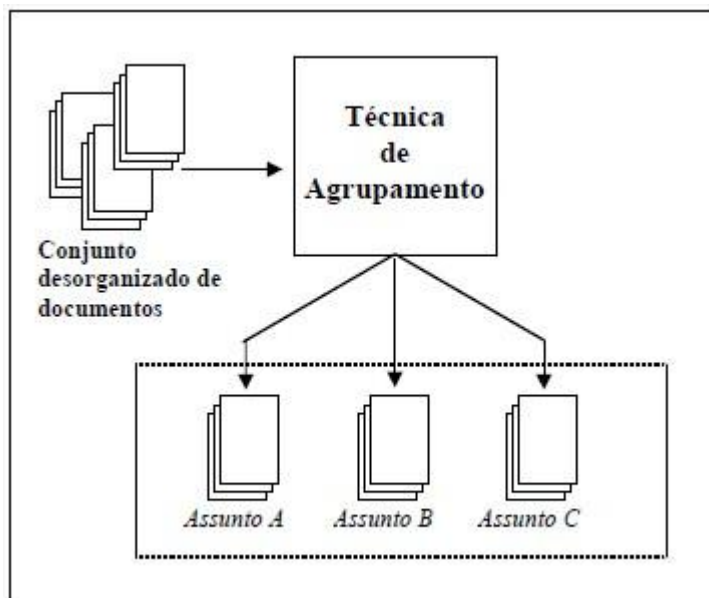 Técnica
de
Agrupamento
Conjunto
desorganizado de
documentos
Assunto A
Assunto B
Assunto C